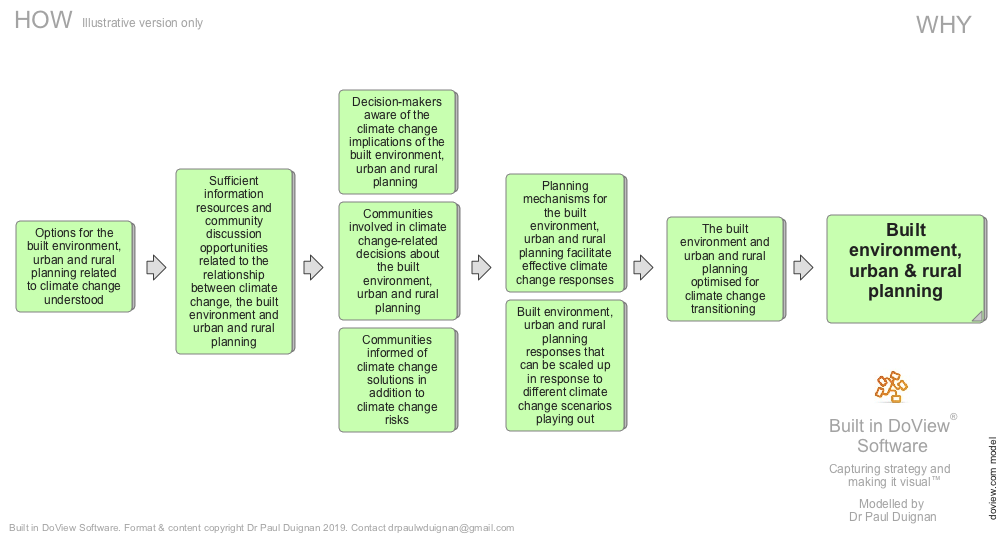 HOW Illustrative version only
WHY
Options for the
built environment,
urban and rural
planning related
to climate change
understood
Sufficient
information
resources and
community
discussion
opportunities
related to the
relationship
between climate
change, the built
environment and
urban and rural
planning
Decision-makers
aware of the
climate change
implications of the
built environment,
urban and rural
planning
Communities
involved in climate
change-related
decisions about
the built
environment,
urban and rural
planning
Communities
informed of
climate change
solutions in
addition to
climate change
risks
Planning
mechanisms for
the built
environment,
urban and rural
planning facilitate
effective climate
change responses
Built environment,
urban and rural
planning
responses that
can be scaled up
in response to
different climate
change scenarios
playing out
The built
environment and
urban and rural
planning
optimised for
climate change
transitioning
Built
environment,
urban & rural
planning
Built in DoView®
Software
Capturing strategy and
making it visual™
Modelled by
Dr Paul Duignan
doview.com model
Built in DoView Software. Format & content copyright Dr Paul Duignan 2019. Contact drpaulwduignan@gmail.com